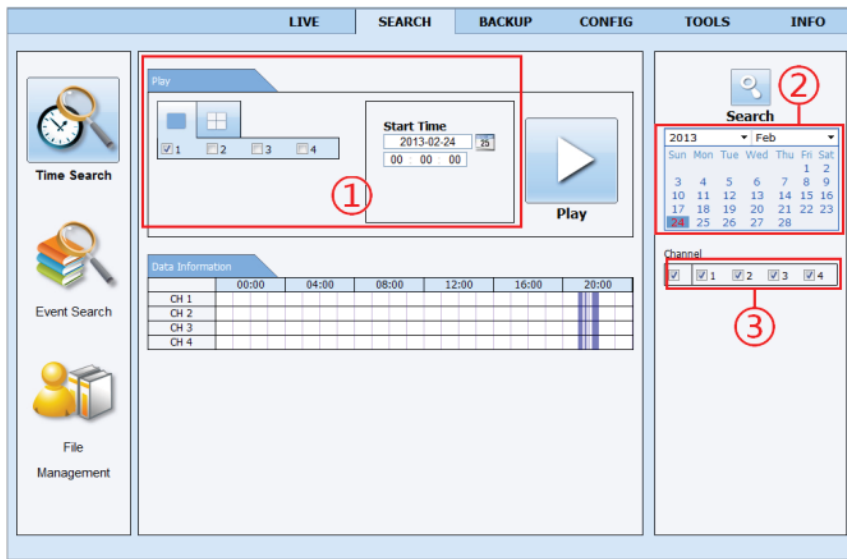 LIVE SEARCH BACKUP CONFIG TOOLS INFO
Time Search
Event Search
File
Management
Play
1 2 3 4
Start Time
2013-02-24 25
00 : 00 : 00
Play
1
Data Information
00:00 04:00 08:00 12:00 16:00 20:00
CH 1
CH 2
CH 3
CH 4
2
Search
2013 Feb
Sun Mon Tue Wed Thu Fri Sat
1 2
3 4 5 6 7 8 9
10 11 12 13 14 15 16
17 18 19 20 21 22 23
24 25 26 27 28
Channel
1 2 3 4
3